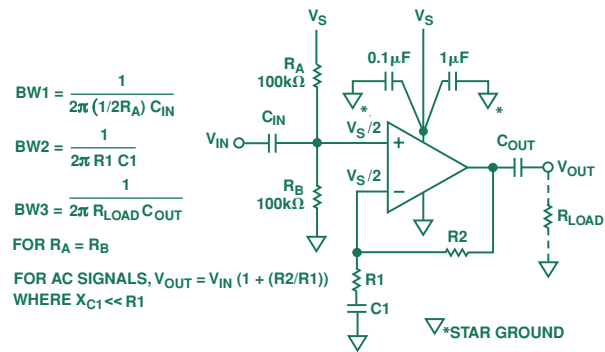 V_S
V_S
R_A
100kΩ
0.1µF
1µF
*
*
BW1 = 1 / 2π (1/2R_A) C_IN
C_IN
V_IN
V_S/2
+
C_OUT
V_OUT
BW2 = 1 / 2π R1 C1
V_S/2
–
R_B
100kΩ
R_LOAD
BW3 = 1 / 2π R_LOAD C_OUT
R2
FOR R_A = R_B
R1
FOR AC SIGNALS, V_OUT = V_IN (1 + (R2/R1))
WHERE X_C1 << R1
C1
*STAR GROUND